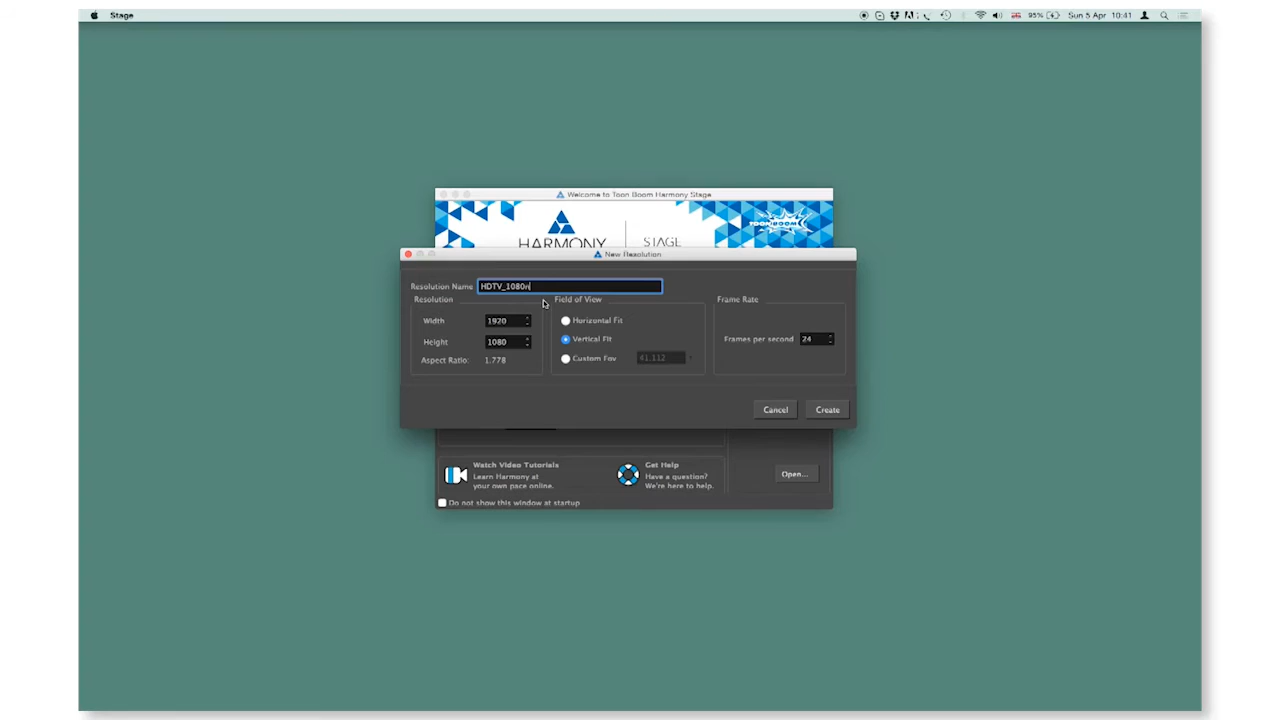 Stage
95%
Sun 5 Apr 10:41
Welcome to Toon Boom Harmony Stage
HARMONY
STAGE
TOONBOOM
New Resolution
Resolution Name
HDTV_1080n
Resolution
Field of View
Frame Rate
Width
1920
Horizontal Fit
Height
1080
Vertical Fit
Frames per second
24
Aspect Ratio:
1.778
Custom Fov
41.112
Cancel
Create
Watch Video Tutorials
Learn Harmony at
your own pace online.
Get Help
Have a question?
We're here to help.
Open...
Do not show this window at startup